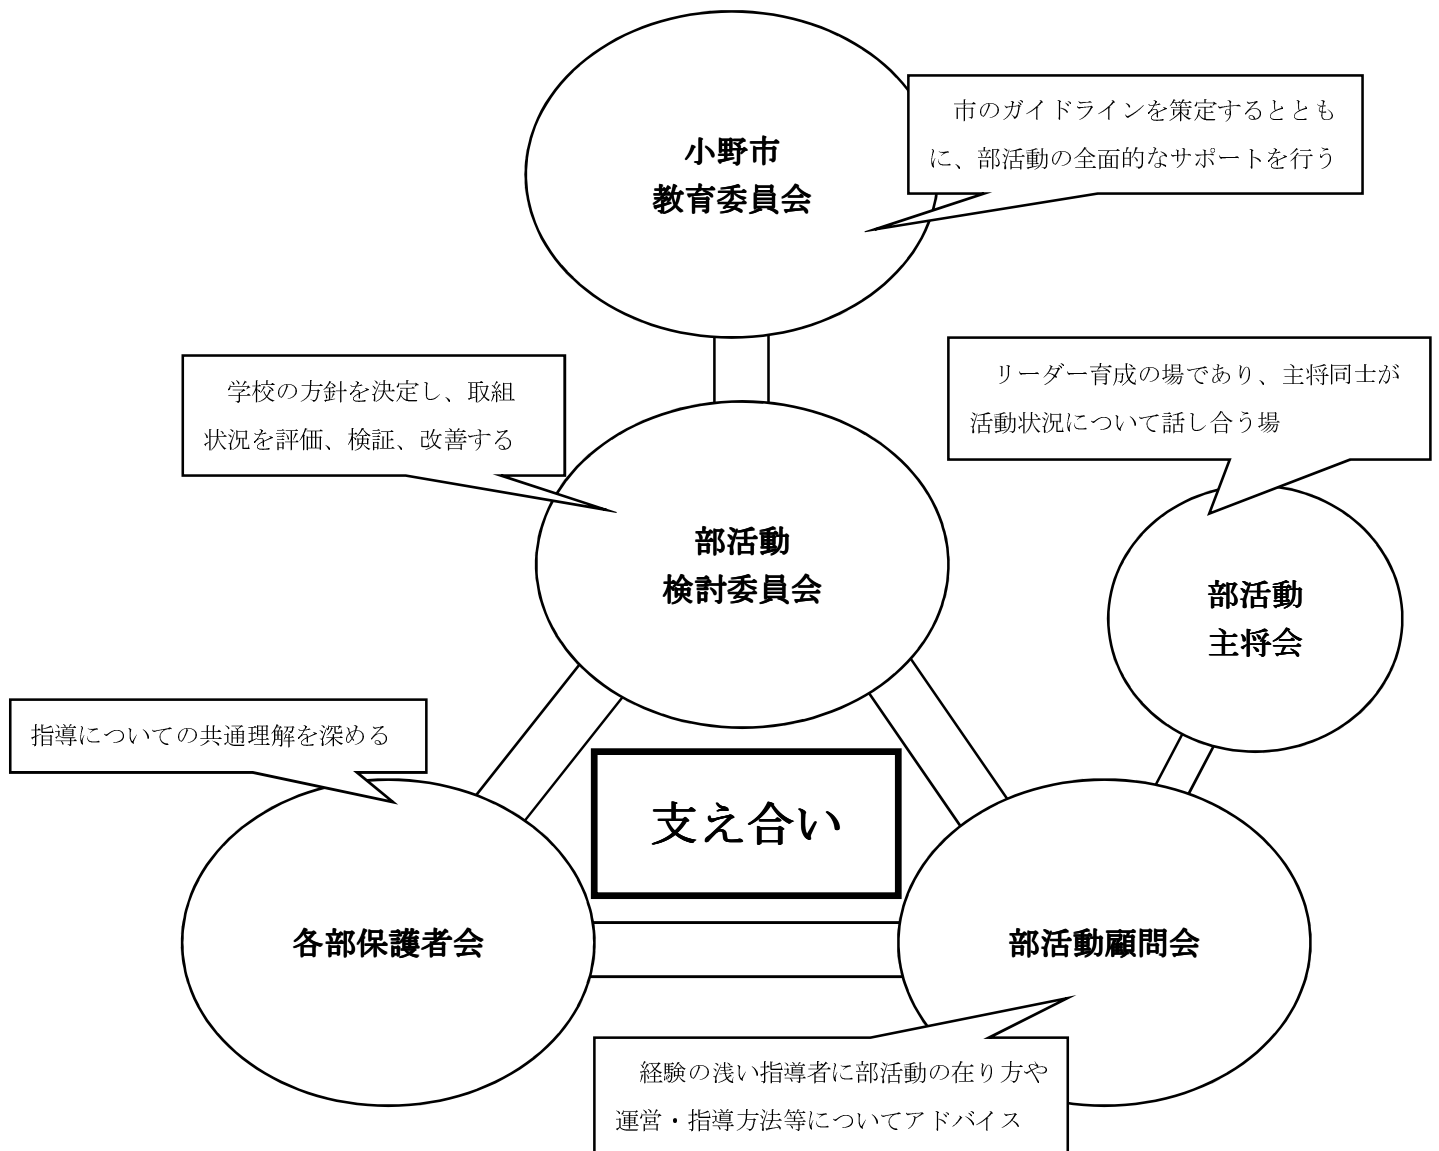 小野市
教育委員会
市のガイドラインを策定するととも
に、部活動の全面的なサポートを行う
学校の方針を決定し、取組
状況を評価、検証、改善する
リーダー育成の場であり、主将同士が
活動状況について話し合う場
部活動
検討委員会
部活動
主将会
指導についての共通理解を深める
支え合い
各部保護者会
部活動顧問会
経験の浅い指導者に部活動の在り方や
運営・指導方法等についてアドバイス